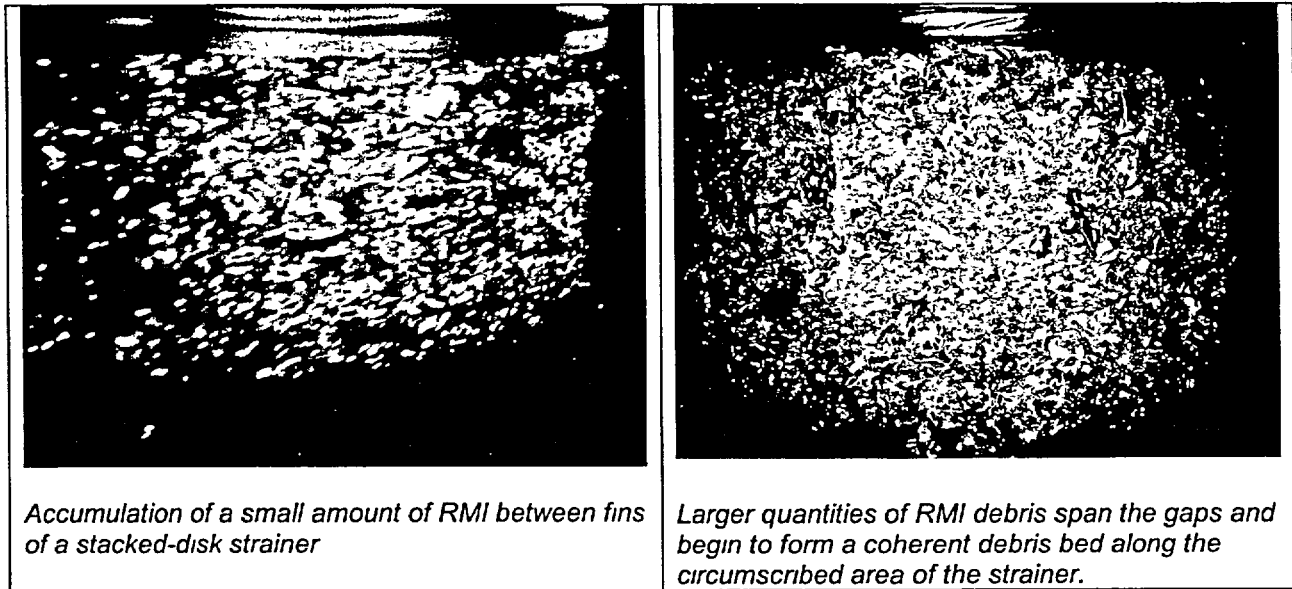 Accumulation of a small amount of RMI between fins
of a stacked-disk strainer
Larger quantities of RMI debris span the gaps and
begin to form a coherent debris bed along the
circumscribed area of the strainer.